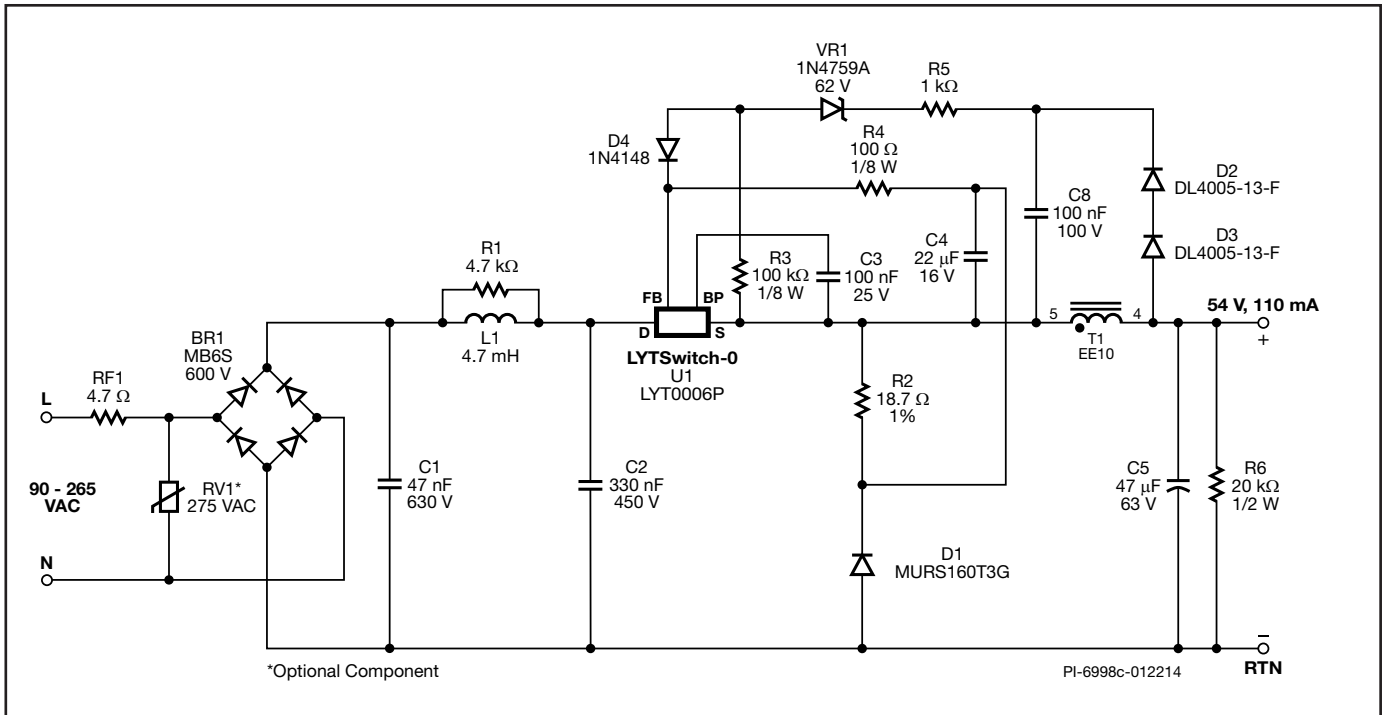 VR1
1N4759A
62 V
R5
1 kΩ
D4
1N4148
R4
100 Ω
1/8 W
D2
DL4005-13-F
C8
100 nF
100 V
D3
DL4005-13-F
R1
4.7 kΩ
R3
100 kΩ
1/8 W
C3
100 nF
25 V
C4
22 μF
16 V
FB
BP
D
S
L1
4.7 mH
LYTSwitch-0
U1
LYT0006P
5
4
T1
EE10
54 V, 110 mA
+
BR1
MB6S
600 V
RF1
4.7 Ω
L
R2
18.7 Ω
1%
C1
47 nF
630 V
C2
330 nF
450 V
C5
47 μF
63 V
R6
20 kΩ
1/2 W
90 - 265
VAC
RV1*
275 VAC
N
D1
MURS160T3G
*Optional Component
PI-6998c-012214
–
RTN